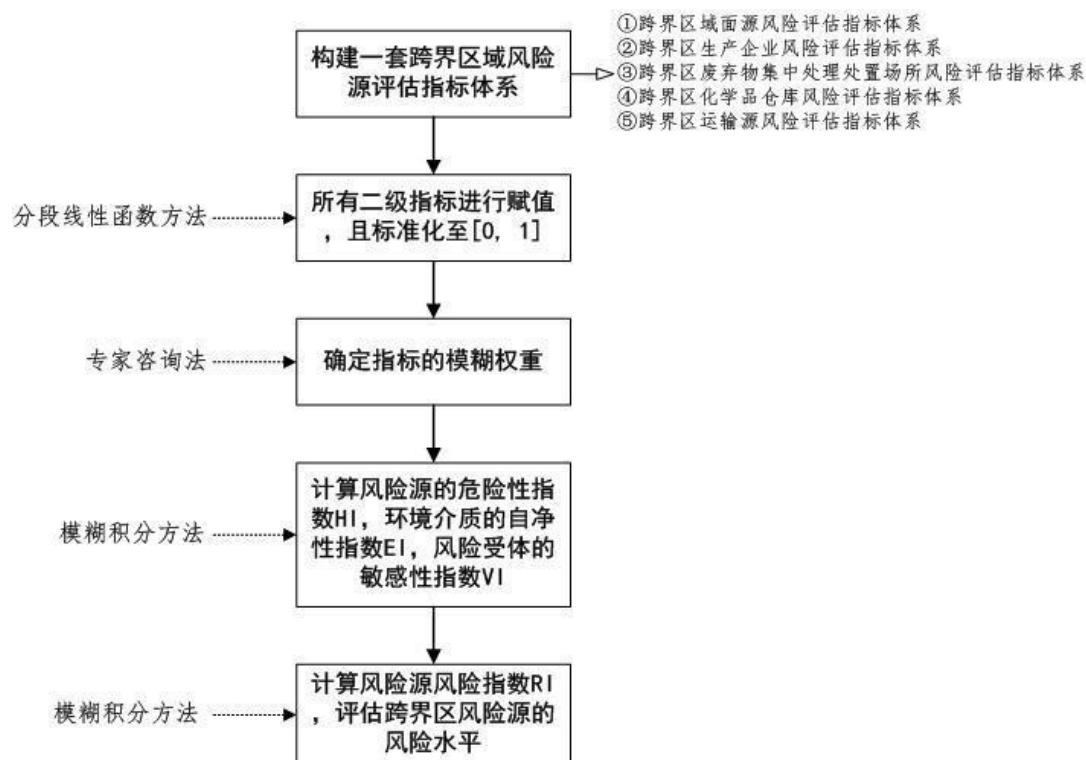 构建一套跨界区域风险
源评估指标体系
①跨界区域面源风险评估指标体系
②跨界区生产企业风险评估指标体系
③跨界区废弃物集中处理处置场所风险评估指标体系
④跨界区化学品仓库风险评估指标体系
⑤跨界区运输源风险评估指标体系
分段线性函数方法
所有二级指标进行赋值
，且标准化至[0, 1]
专家咨询法
确定指标的模糊权重
模糊积分方法
计算风险源的危险性指
数HI，环境介质的自净
性指数EI，风险受体的
敏感性指数VI
模糊积分方法
计算风险源风险指数RI
，评估跨界区风险源的
风险水平